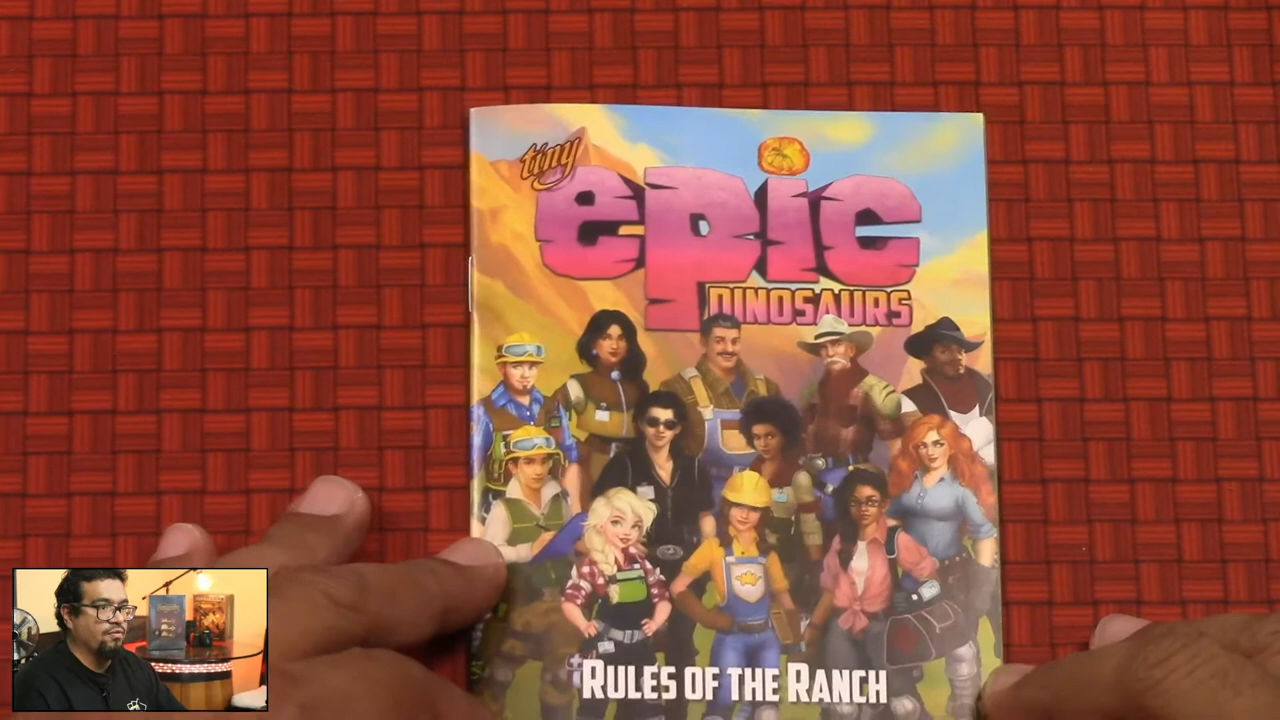 tiny
epic
DINOSAURS
RULES OF THE RANCH